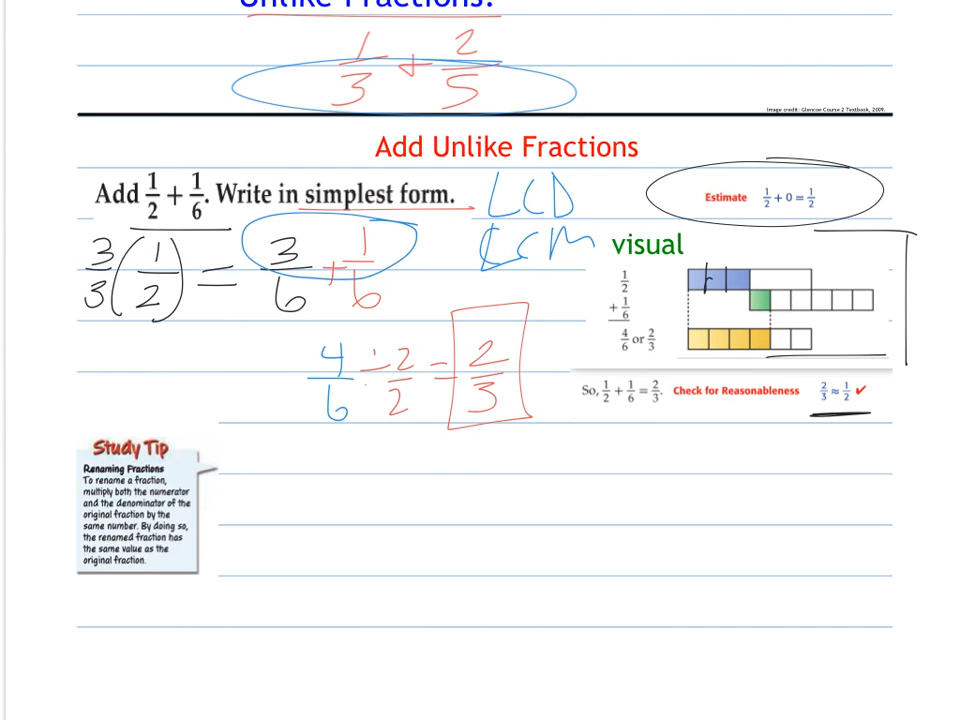 Unlike Fractions:
1/3 + 2/5
Image credit: Glencoe Course 2 Textbook, 2009.
Add Unlike Fractions
Add 1/2 + 1/6. Write in simplest form.
LCD
LCM
Estimate 1/2 + 0 = 1/2
3/3 (1/2) = 3/6 + 1/6
visual
1/2
+ 1/6
4/6 or 2/3
4/6 ÷ 2/2 = 2/3
So, 1/2 + 1/6 = 2/3. Check for Reasonableness 2/3 ≈ 1/2 ✔
Study Tip
Renaming Fractions
To rename a fraction,
multiply both the numerator
and the denominator of the
original fraction by the
same number. By doing so,
the renamed fraction has
the same value as the
original fraction.